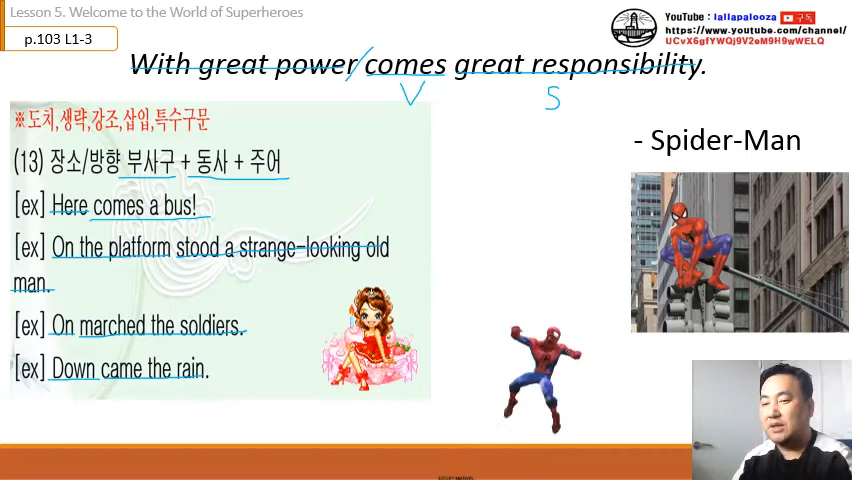 Lesson 5. Welcome to the World of Superheroes
p.103 L1-3
YouTube : lallapalooza 구독
https://www.youtube.com/channel/
UCvX6gfYWQj9V2eM9H9wWELQ
With great power comes great responsibility.
V S
※도치,생략,강조,삽입,특수구문
(13) 장소/방향 부사구 + 동사 + 주어
[ex] Here comes a bus!
[ex] On the platform stood a strange-looking old
man.
[ex] On marched the soldiers.
[ex] Down came the rain.
- Spider-Man